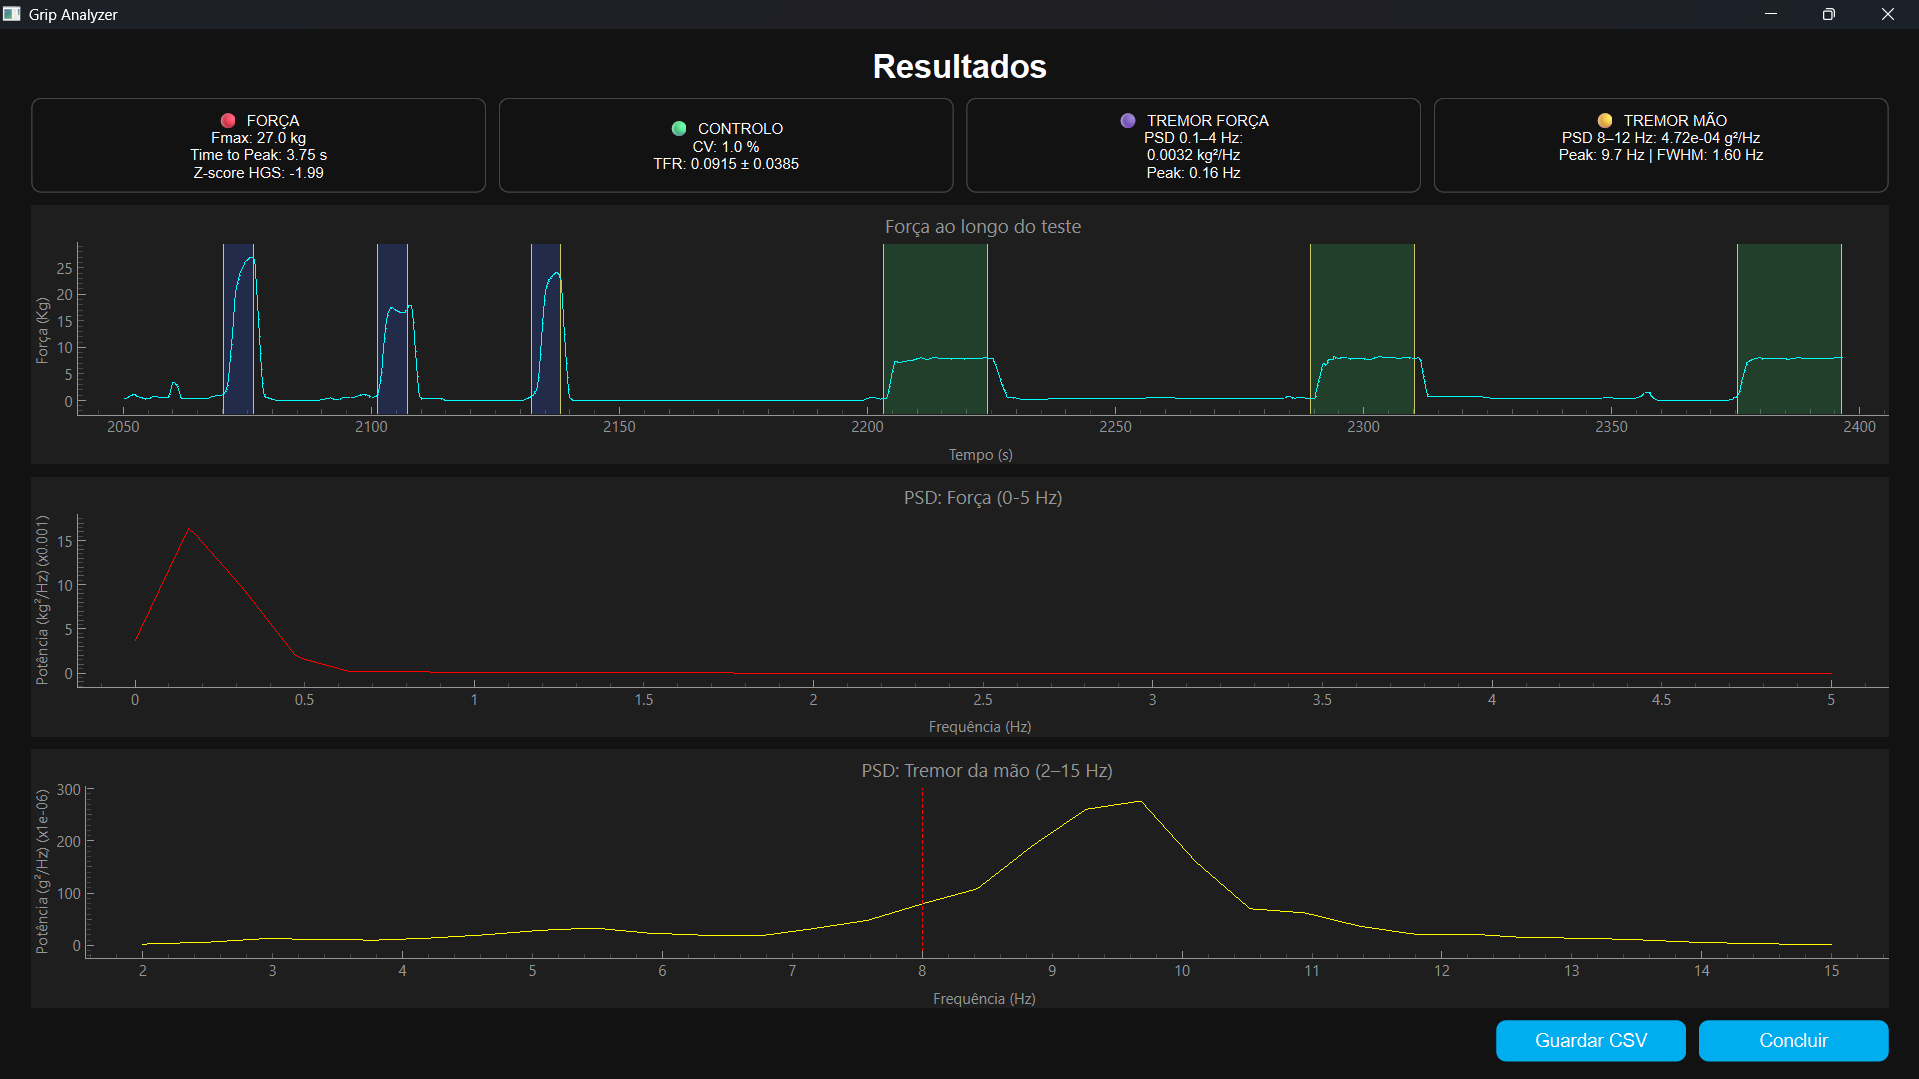 Grip Analyzer
Resultados
FORÇA
Fmax: 27.0 kg
Time to Peak: 3.75 s
Z-score HGS: -1.99
CONTROLO
CV: 1.0 %
TFR: 0.0915 ± 0.0385
TREMOR FORÇA
PSD 0.1–4 Hz:
0.0032 kg²/Hz
Peak: 0.16 Hz
TREMOR MÃO
PSD 8–12 Hz: 4.72e-04 g²/Hz
Peak: 9.7 Hz | FWHM: 1.60 Hz
Força ao longo do teste
Força (Kg)
25
20
15
10
5
0
2050 2100 2150 2200 2250 2300 2350 2400
Tempo (s)
PSD: Força (0-5 Hz)
Potência (kg²/Hz) (x0.001)
15
10
5
0
0 0.5 1 1.5 2 2.5 3 3.5 4 4.5 5
Frequência (Hz)
PSD: Tremor da mão (2–15 Hz)
Potência (g²/Hz) (x1e-06)
300
200
100
0
2 3 4 5 6 7 8 9 10 11 12 13 14 15
Frequência (Hz)
Guardar CSV
Concluir